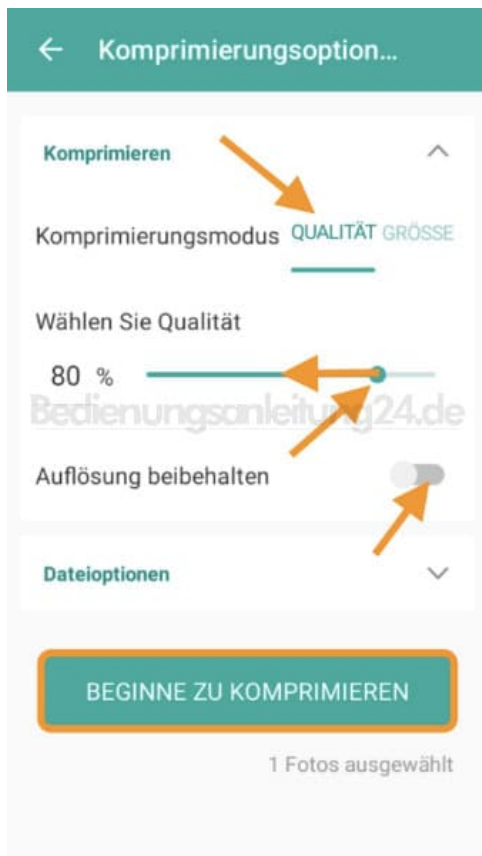 Komprimierungsoption...
Komprimieren
Komprimierungsmodus QUALITÄT GRÖSSE
Wählen Sie Qualität
80 %
Bedienungsanleitung24.de
Auflösung beibehalten
Dateioptionen
BEGINNE ZU KOMPRIMIEREN
1 Fotos ausgewählt